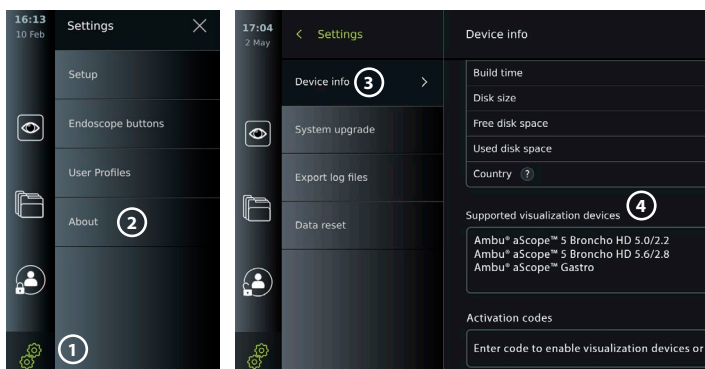 16:13
10 Feb
Settings
Setup
Endoscope buttons
User Profiles
About
2
1
17:04
2 May
< Settings
Device info
3
>
System upgrade
Export log files
Data reset
Device info
Build time
Disk size
Free disk space
Used disk space
Country ?
Supported visualization devices
4
Ambu® aScope™ 5 Broncho HD 5.0/2.2
Ambu® aScope™ 5 Broncho HD 5.6/2.8
Ambu® aScope™ Gastro
Activation codes
Enter code to enable visualization devices or